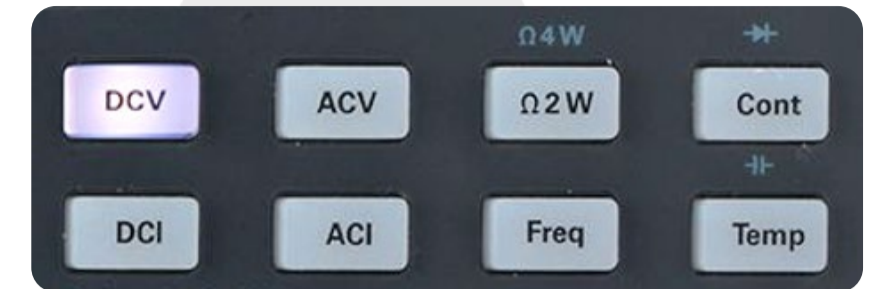 Ω4W
DCV ACV Ω2W Cont
DCI ACI Freq Temp